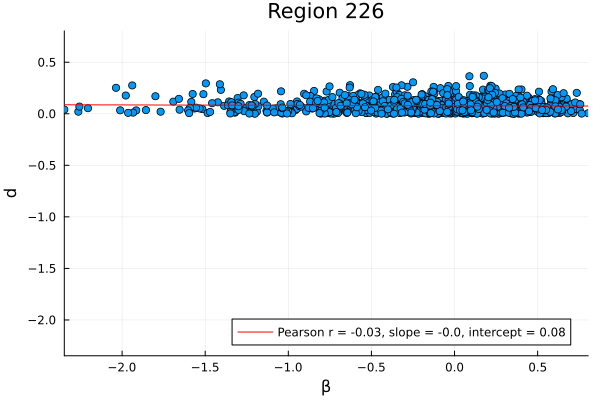 Region 226
0.5
0.0
−0.5
−1.0
−1.5
−2.0
d
Pearson r = -0.03, slope = -0.0, intercept = 0.08
−2.0 −1.5 −1.0 −0.5 0.0 0.5
β